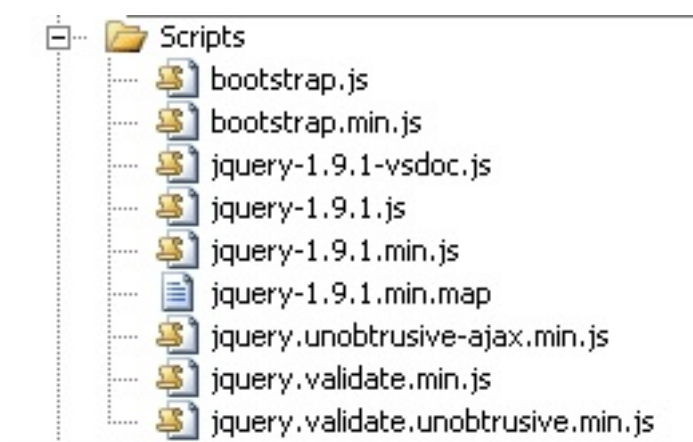 Scripts
bootstrap.js
bootstrap.min.js
jquery-1.9.1-vsdoc.js
jquery-1.9.1.js
jquery-1.9.1.min.js
jquery-1.9.1.min.map
jquery.unobtrusive-ajax.min.js
jquery.validate.min.js
jquery.validate.unobtrusive.min.js